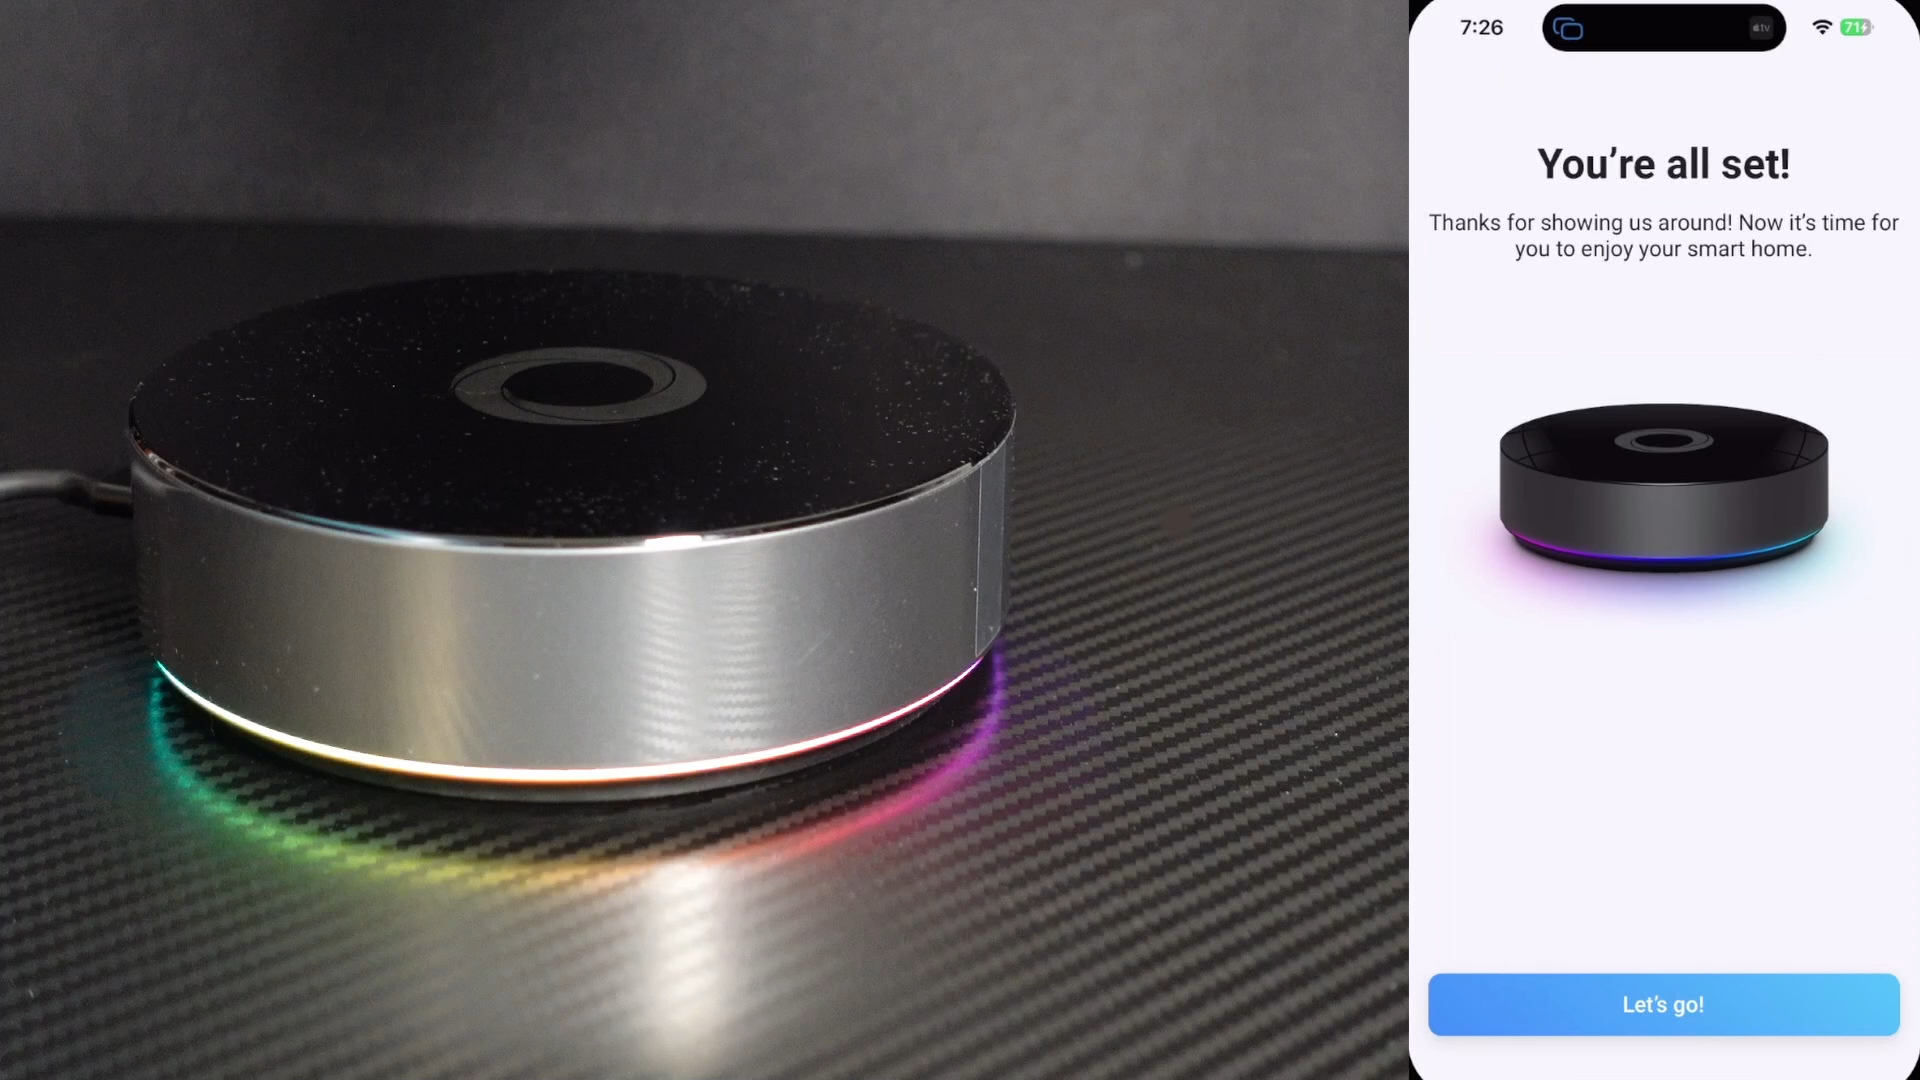 7:26
tv
71
You're all set!
Thanks for showing us around! Now it's time for
you to enjoy your smart home.
Let's go!